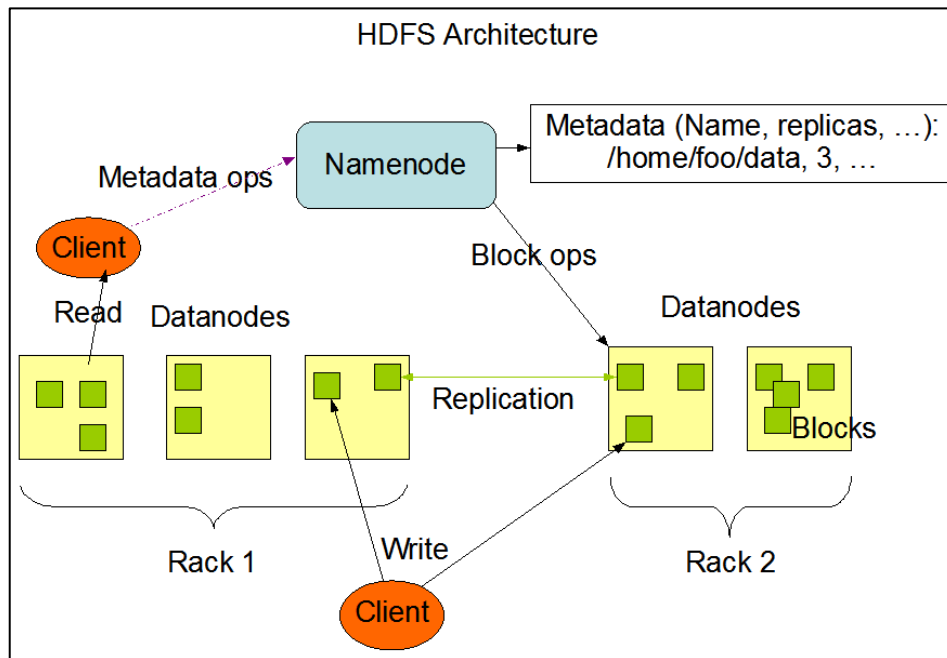 HDFS Architecture
Metadata (Name, replicas, …):
/home/foo/data, 3, …
Namenode
Metadata ops
Client
Block ops
Read
Datanodes
Datanodes
Replication
Blocks
Rack 1
Write
Rack 2
Client